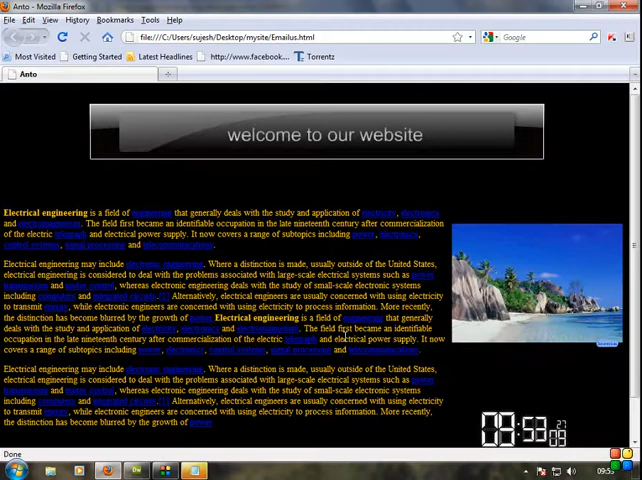 Anto - Mozilla Firefox
File Edit View History Bookmarks Tools Help
file:///C:/Users/sujesh/Desktop/mysite/Emailus.html
Google
Most Visited Getting Started Latest Headlines http://www.facebook.... Torrentz
Anto
welcome to our website
Electrical engineering is a field of engineering that generally deals with the study and application of electricity, electronics
and electromagnetism. The field first became an identifiable occupation in the late nineteenth century after commercialization
of the electric telegraph and electrical power supply. It now covers a range of subtopics including power, electronics,
control systems, signal processing and telecommunications.
Electrical engineering may include electronic engineering. Where a distinction is made, usually outside of the United States,
electrical engineering is considered to deal with the problems associated with large-scale electrical systems such as power
transmission and motor control, whereas electronic engineering deals with the study of small-scale electronic systems
including computers and integrated circuits.[1] Alternatively, electrical engineers are usually concerned with using electricity
to transmit energy, while electronic engineers are concerned with using electricity to process information. More recently,
the distinction has become blurred by the growth of power Electrical engineering is a field of engineering that generally
deals with the study and application of electricity, electronics and electromagnetism. The field first became an identifiable
occupation in the late nineteenth century after commercialization of the electric telegraph and electrical power supply. It now
covers a range of subtopics including power, electronics, control systems, signal processing and telecommunications.
Electrical engineering may include electronic engineering. Where a distinction is made, usually outside of the United States,
electrical engineering is considered to deal with the problems associated with large-scale electrical systems such as power
transmission and motor control, whereas electronic engineering deals with the study of small-scale electronic systems
including computers and integrated circuits.[1] Alternatively, electrical engineers are usually concerned with using electricity
to transmit energy, while electronic engineers are concerned with using electricity to process information. More recently,
the distinction has become blurred by the growth of power
09:53 09
Done